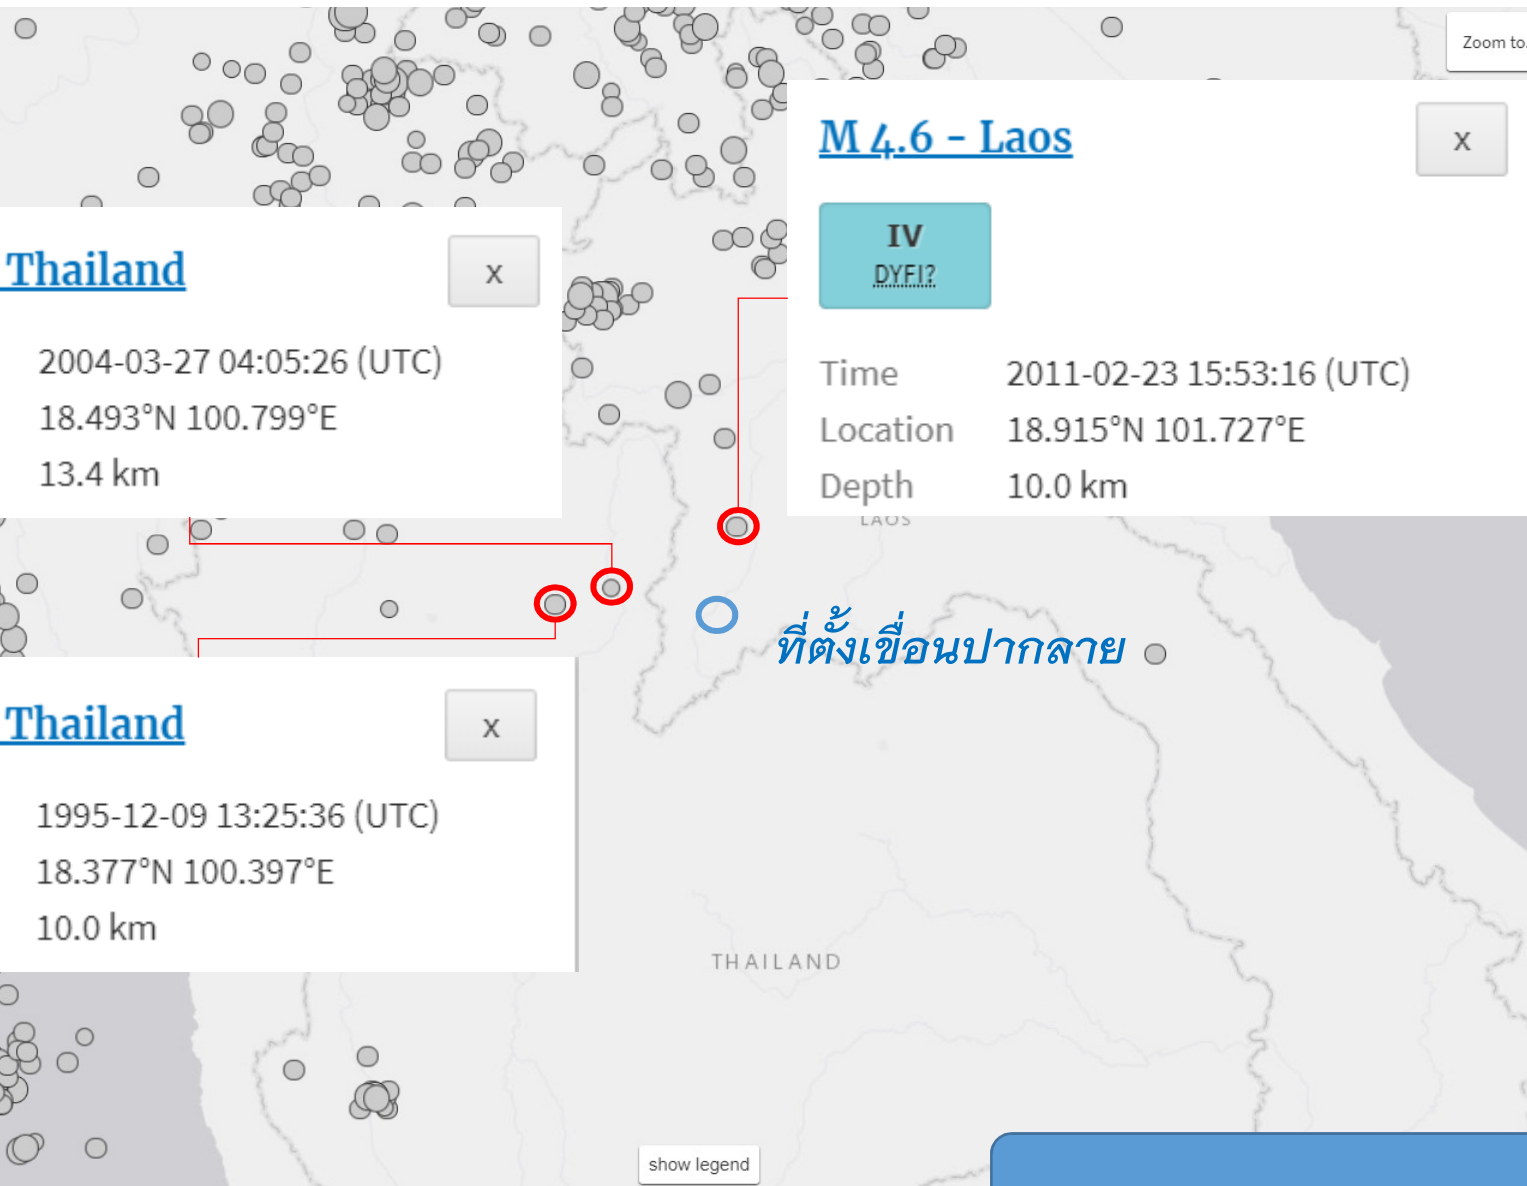 Zoom to
M 4.6 - Laos
x
IV
DYFI?
Time 2011-02-23 15:53:16 (UTC)
Location 18.915°N 101.727°E
Depth 10.0 km
Thailand
x
2004-03-27 04:05:26 (UTC)
18.493°N 100.799°E
13.4 km
LAOS
ที่ตั้งเขื่อนปากลาย
Thailand
x
1995-12-09 13:25:36 (UTC)
18.377°N 100.397°E
10.0 km
THAILAND
show legend